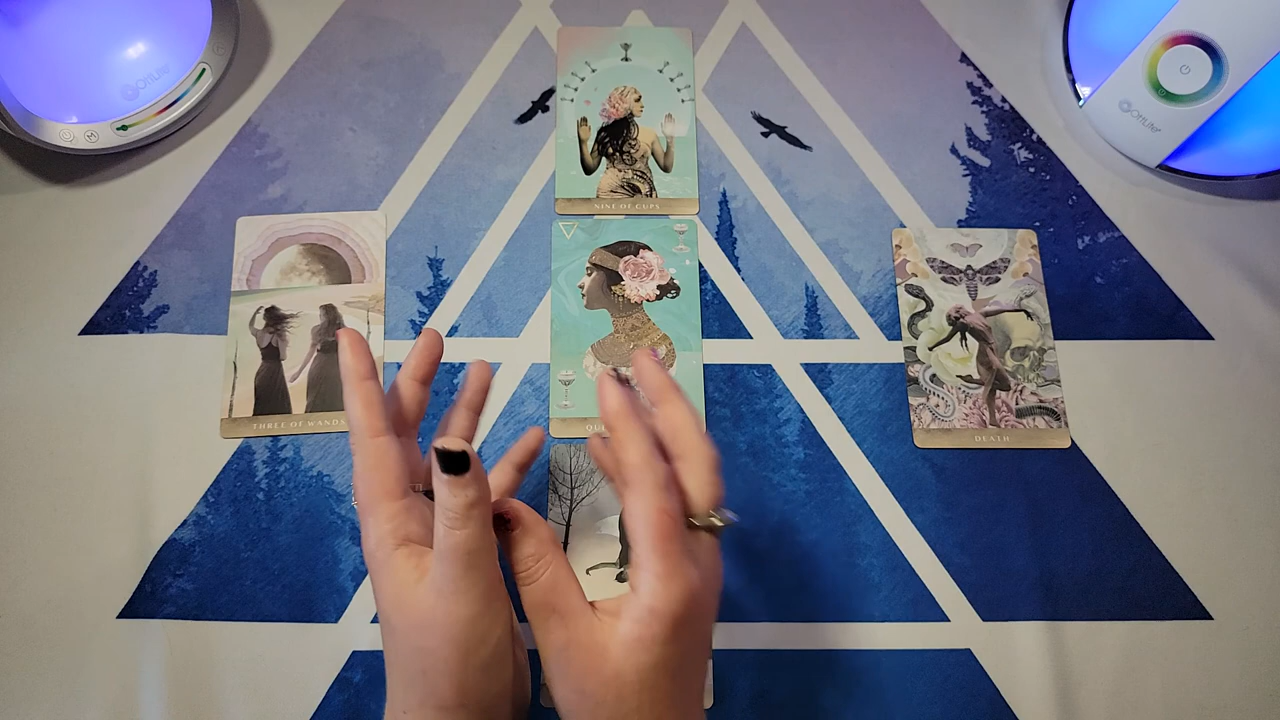 OttLite
M
OttLite
NINE OF CUPS
THREE OF WANDS
DEATH